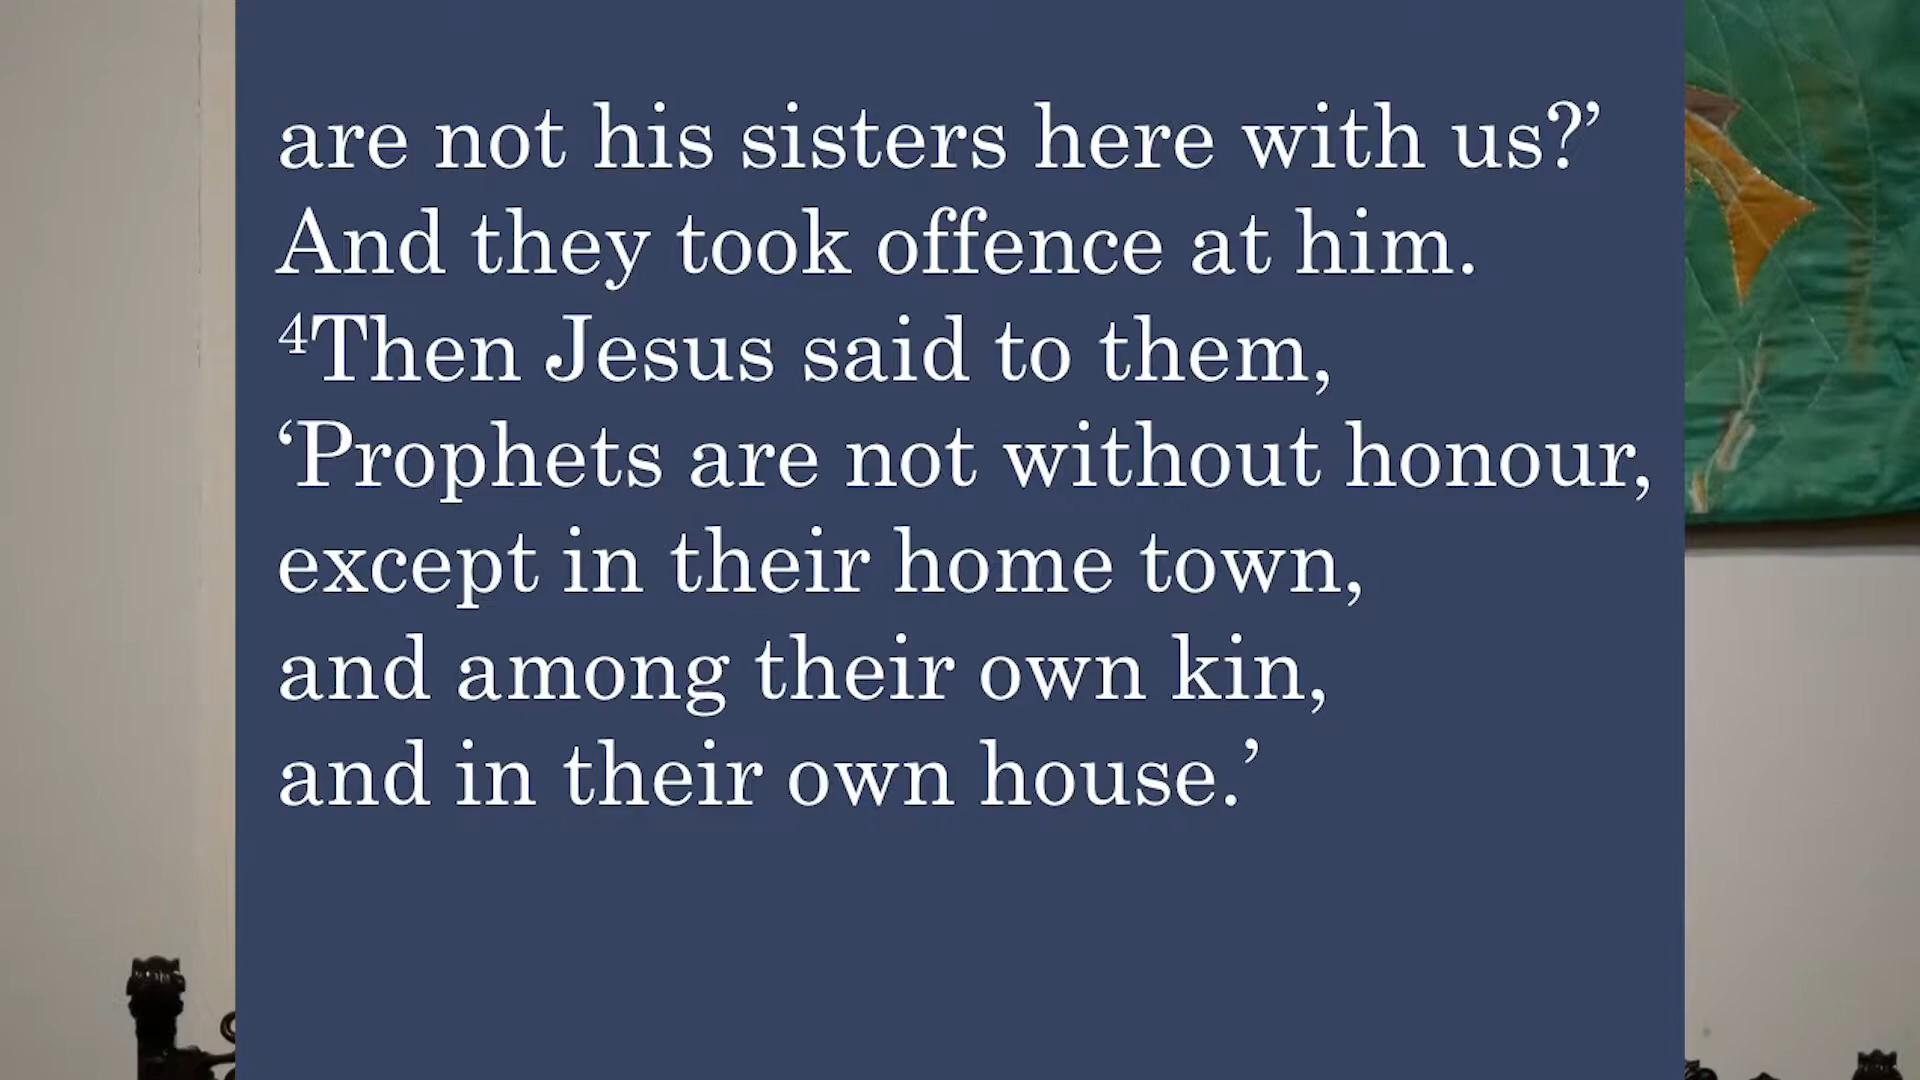 are not his sisters here with us?’
And they took offence at him.
⁴Then Jesus said to them,
‘Prophets are not without honour,
except in their home town,
and among their own kin,
and in their own house.’